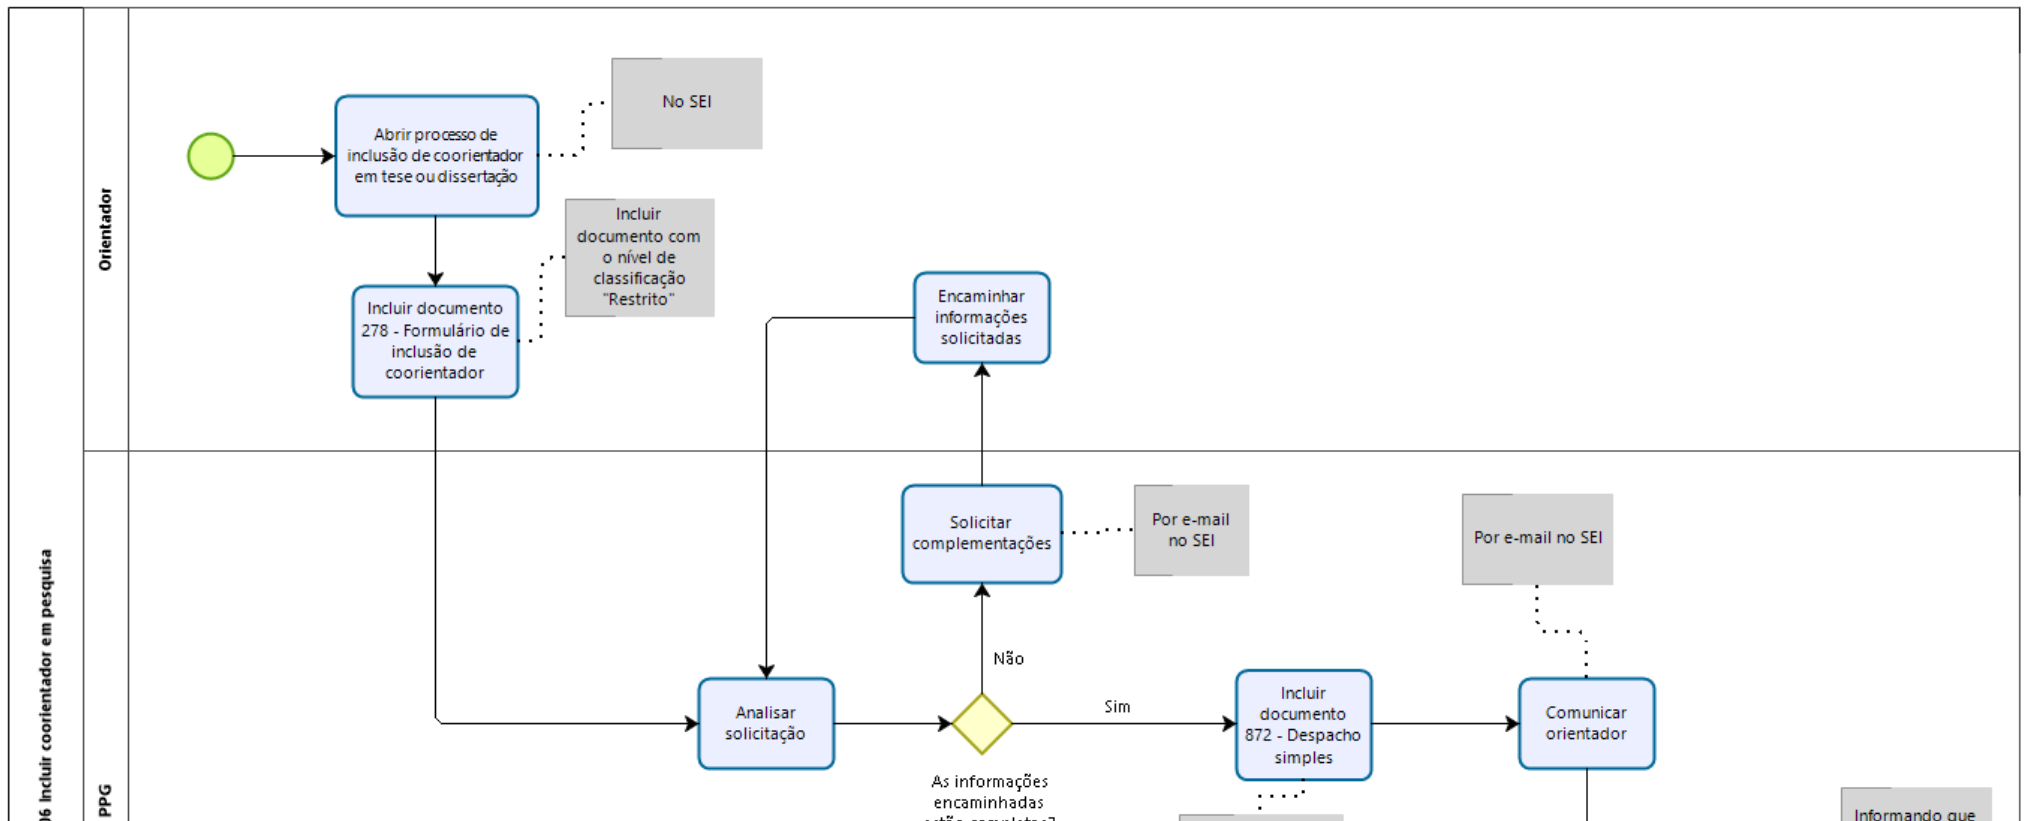 06 Incluir coorientador em pesquisa
Orientador
Abrir processo de
inclusão de coorientador
em tese ou dissertação
No SEI
Incluir documento
278 - Formulário de
inclusão de
coorientador
Incluir
documento com
o nível de
classificação
"Restrito"
Encaminhar
informações
solicitadas
PPG
Solicitar
complementações
Por e-mail
no SEI
Por e-mail no SEI
Não
Analisar
solicitação
Sim
Incluir
documento
872 - Despacho
simples
Comunicar
orientador
As informações
encaminhadas
estão completas?
Informando que